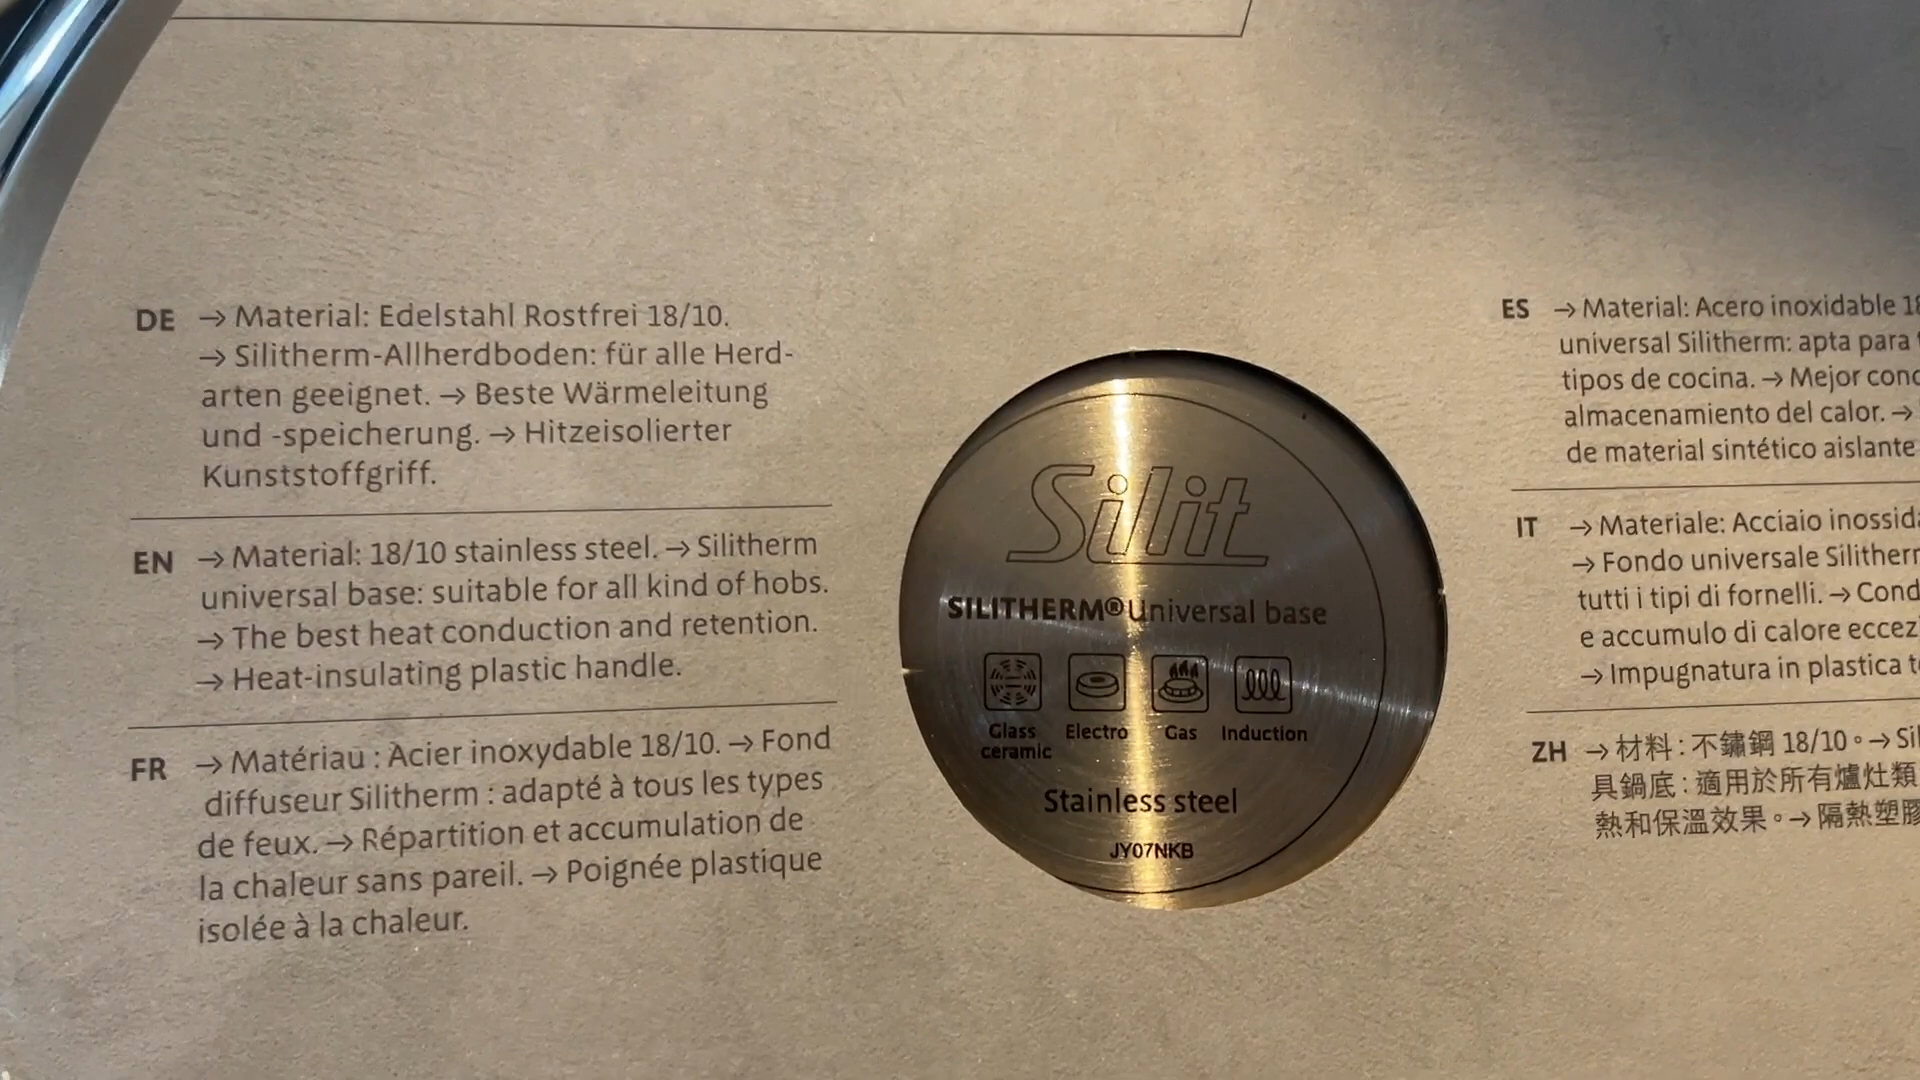 DE → Material: Edelstahl Rostfrei 18/10.
→ Silitherm-Allherdboden: für alle Herd-
arten geeignet. → Beste Wärmeleitung
und -speicherung. → Hitzeisolierter
Kunststoffgriff.
EN → Material: 18/10 stainless steel. → Silitherm
universal base: suitable for all kind of hobs.
→ The best heat conduction and retention.
→ Heat-insulating plastic handle.
FR → Matériau : Acier inoxydable 18/10. → Fond
diffuseur Silitherm : adapté à tous les types
de feux. → Répartition et accumulation de
la chaleur sans pareil. → Poignée plastique
isolée à la chaleur.
Silit
SILITHERM® Universal base
Glass
ceramic
Electro
Gas
Induction
Stainless steel
JY07NKB
ES → Material: Acero inoxidable
universal Silitherm: apta para
tipos de cocina. → Mejor
almacenamiento del calor. →
de material sintético aislante
IT → Materiale: Acciaio
→ Fondo universale
tutti i tipi di fornelli. →
e accumulo di calore
→ Impugnatura in plastica
ZH → 材料 : 不鏽鋼 18/10。→
具鍋底 : 適用於所有爐灶類
熱和保溫效果。→ 隔熱塑膠